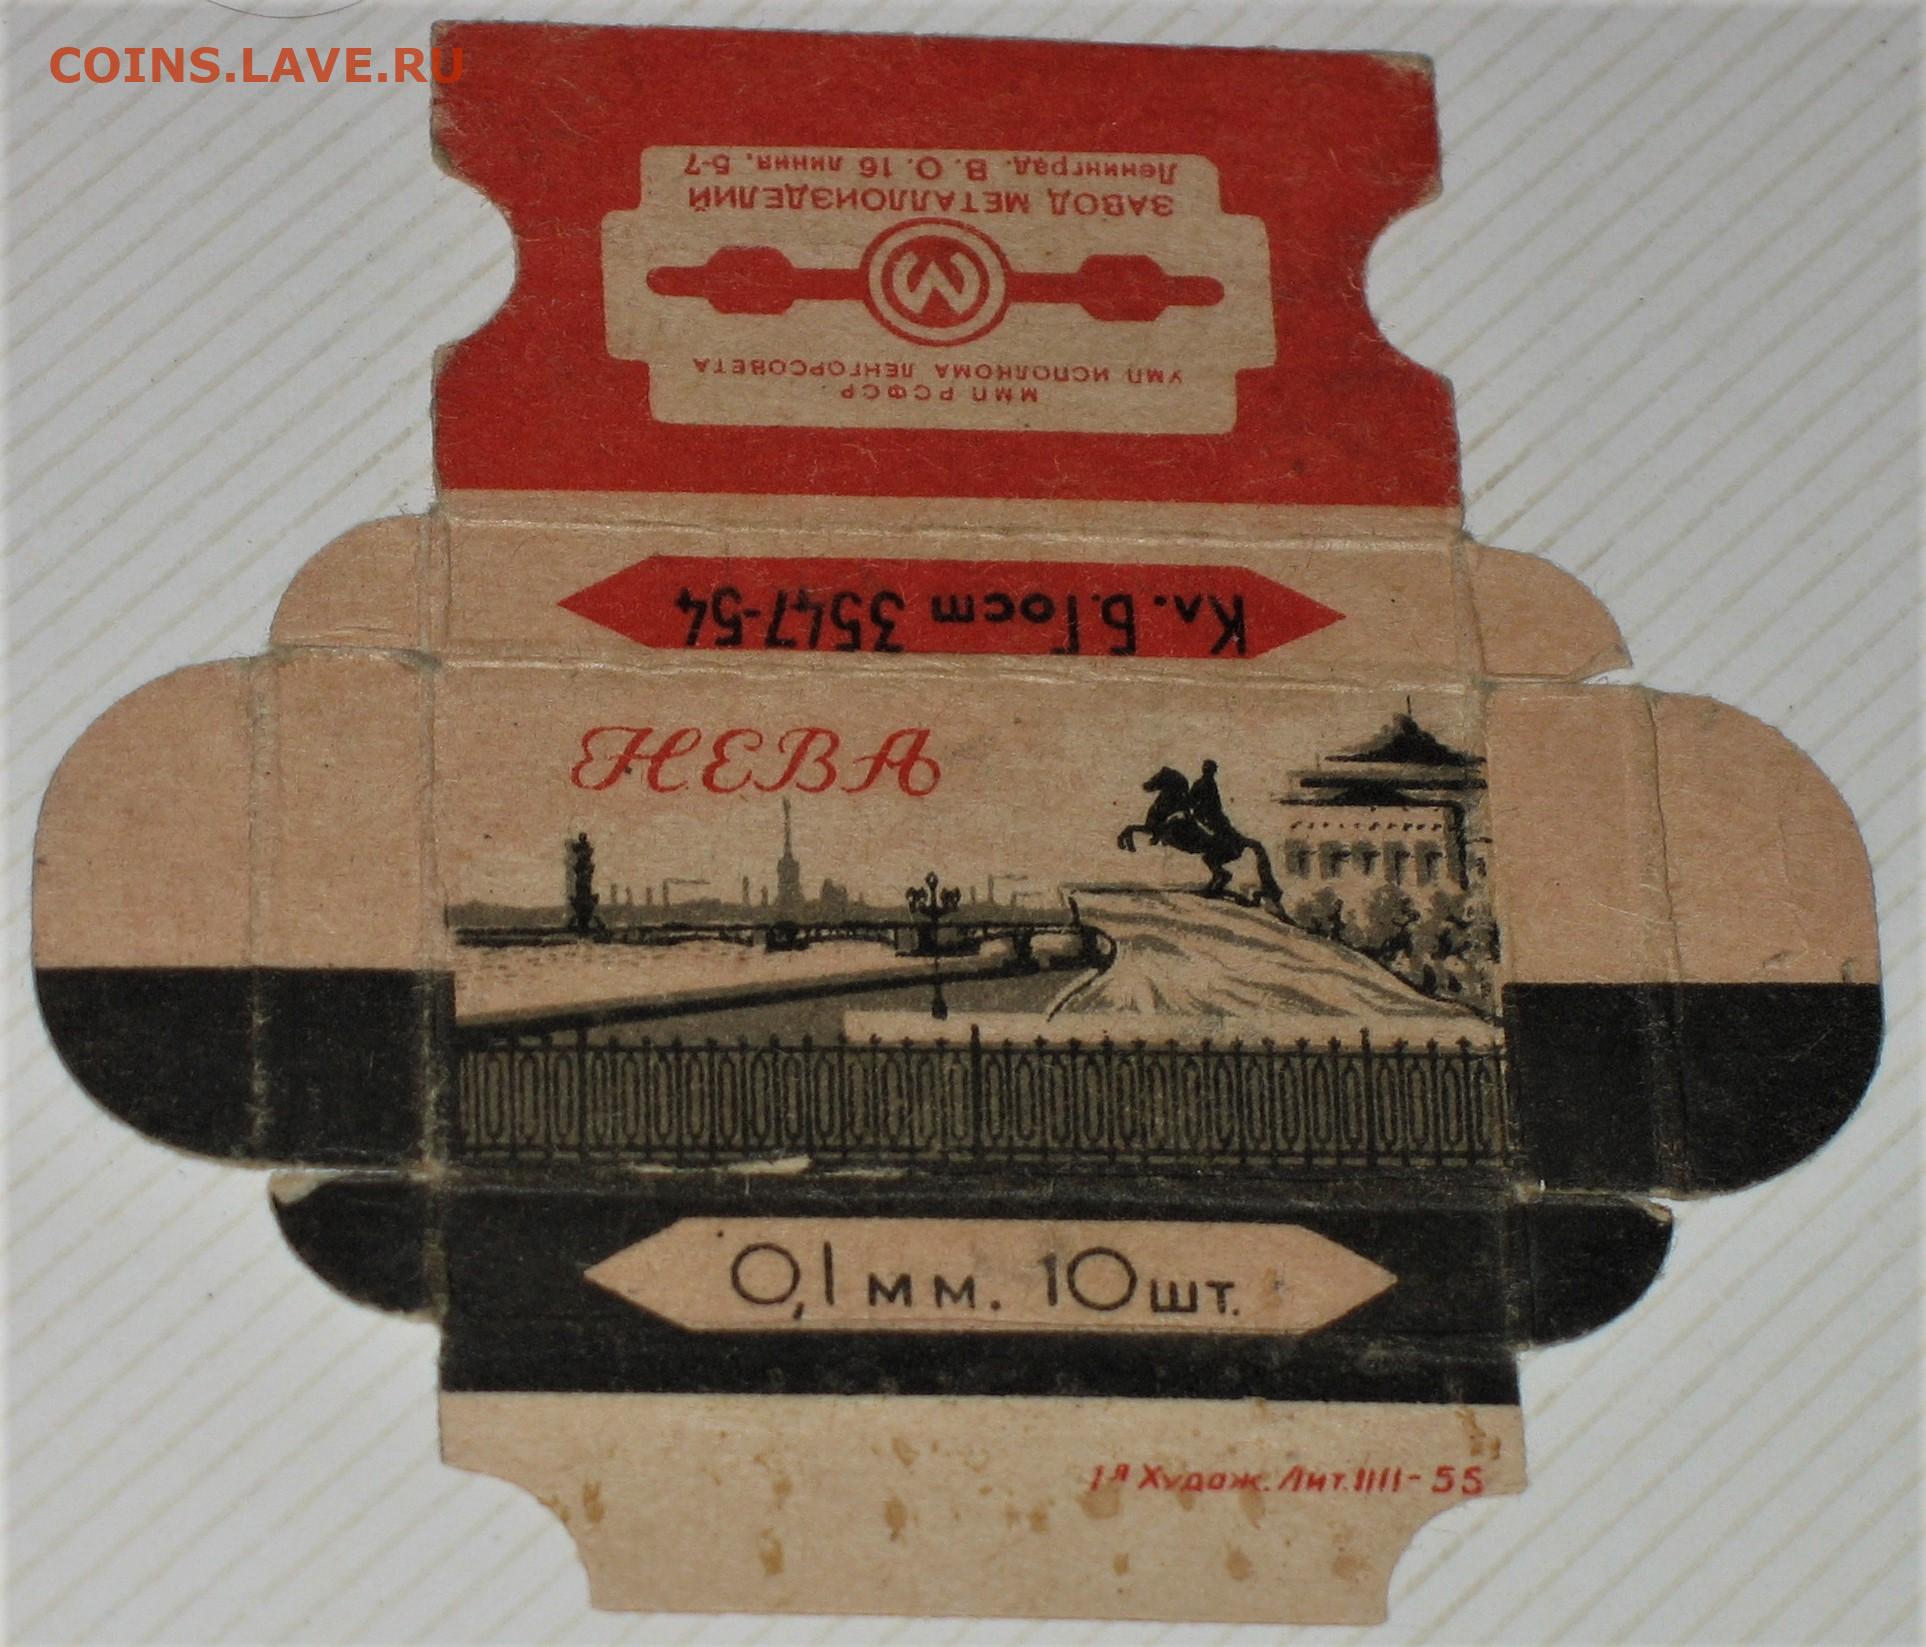 COINS.LAVE.RU
ММП РСФСР
УМП ИСПОЛКОМА ЛЕНГОРСОВЕТА
М
ЗАВОД МЕТАЛЛОИЗДЕЛИЙ
Ленинград. В. О. 16 линия, 5-7
Кл. Б. Гост 3547-54
НЕВА
0,1 мм. 10 шт.
1я Худож. Лит. 1111-55